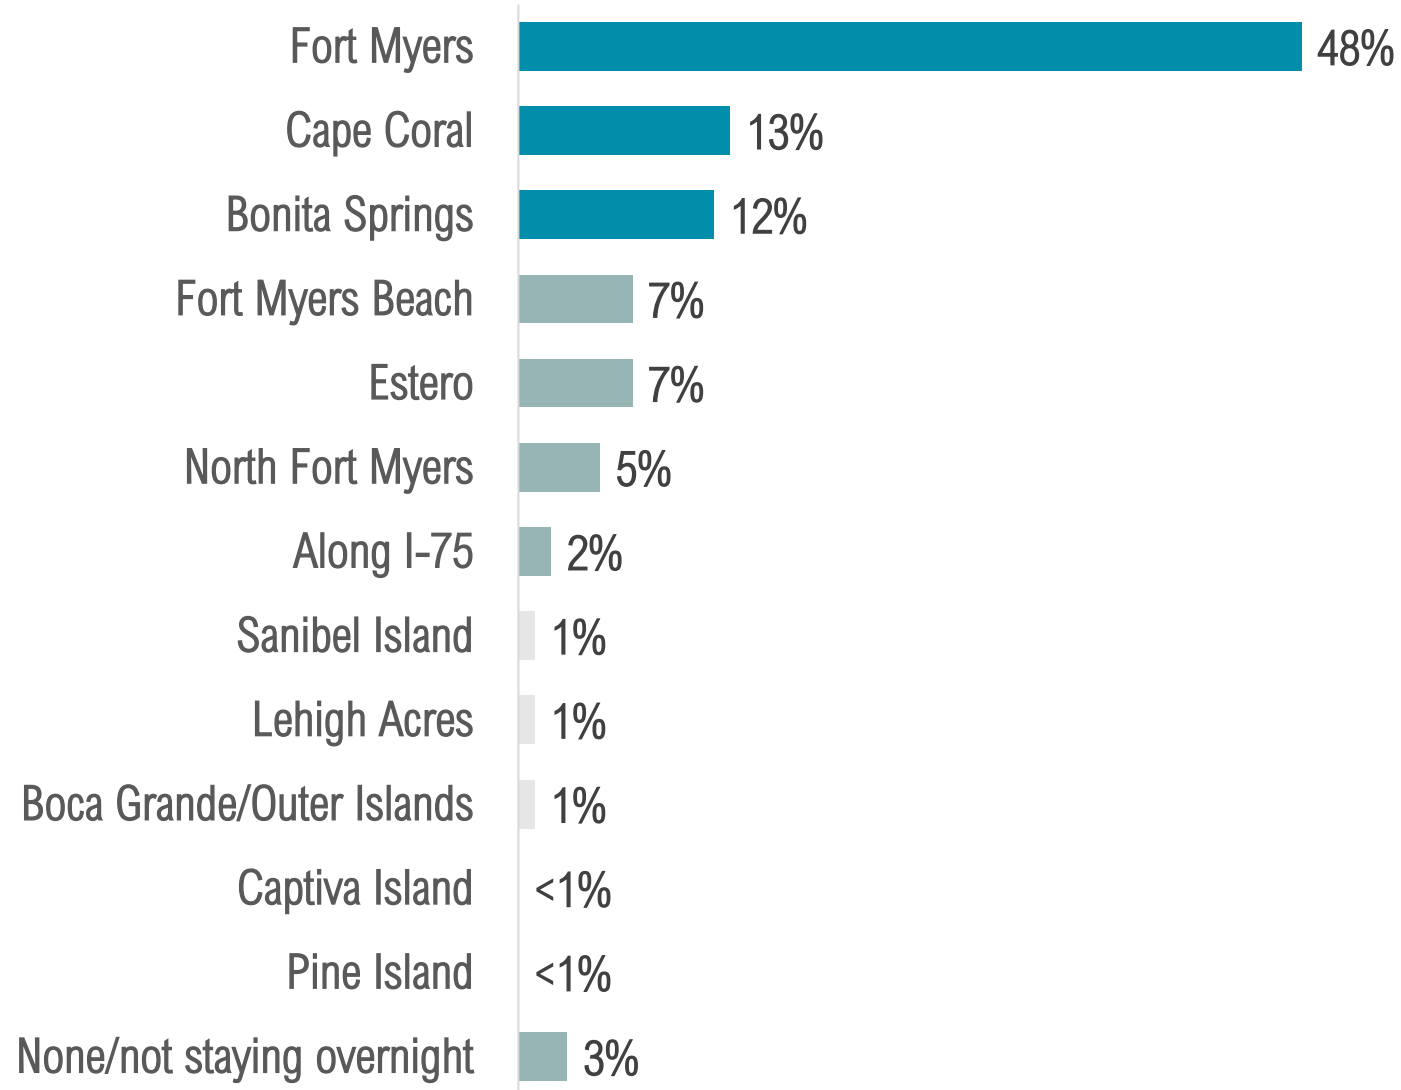 Fort Myers 48%
Cape Coral 13%
Bonita Springs 12%
Fort Myers Beach 7%
Estero 7%
North Fort Myers 5%
Along I-75 2%
Sanibel Island 1%
Lehigh Acres 1%
Boca Grande/Outer Islands 1%
Captiva Island <1%
Pine Island <1%
None/not staying overnight 3%